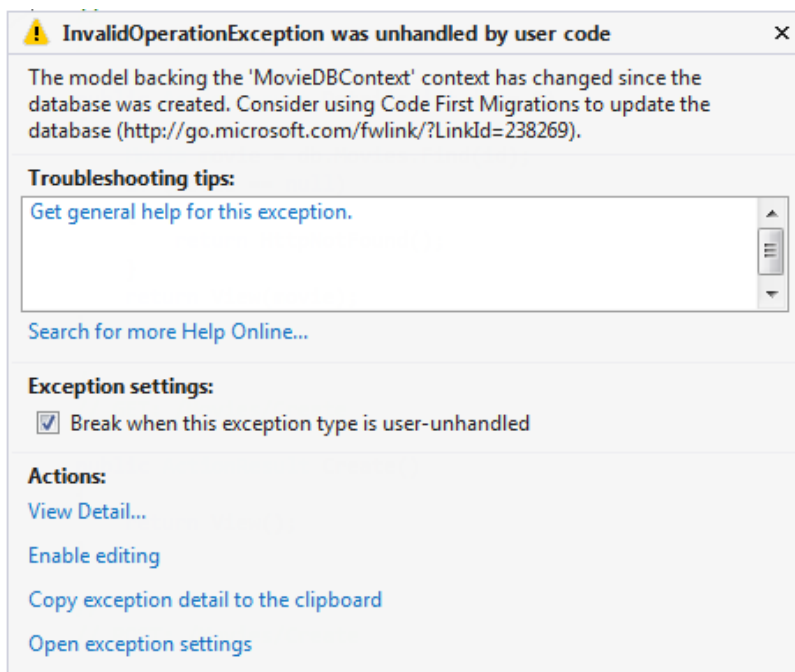 InvalidOperationException was unhandled by user code
The model backing the 'MovieDBContext' context has changed since the
database was created. Consider using Code First Migrations to update the
database (http://go.microsoft.com/fwlink/?LinkId=238269).
Troubleshooting tips:
Get general help for this exception.
Search for more Help Online...
Exception settings:
Break when this exception type is user-unhandled
Actions:
View Detail...
Enable editing
Copy exception detail to the clipboard
Open exception settings